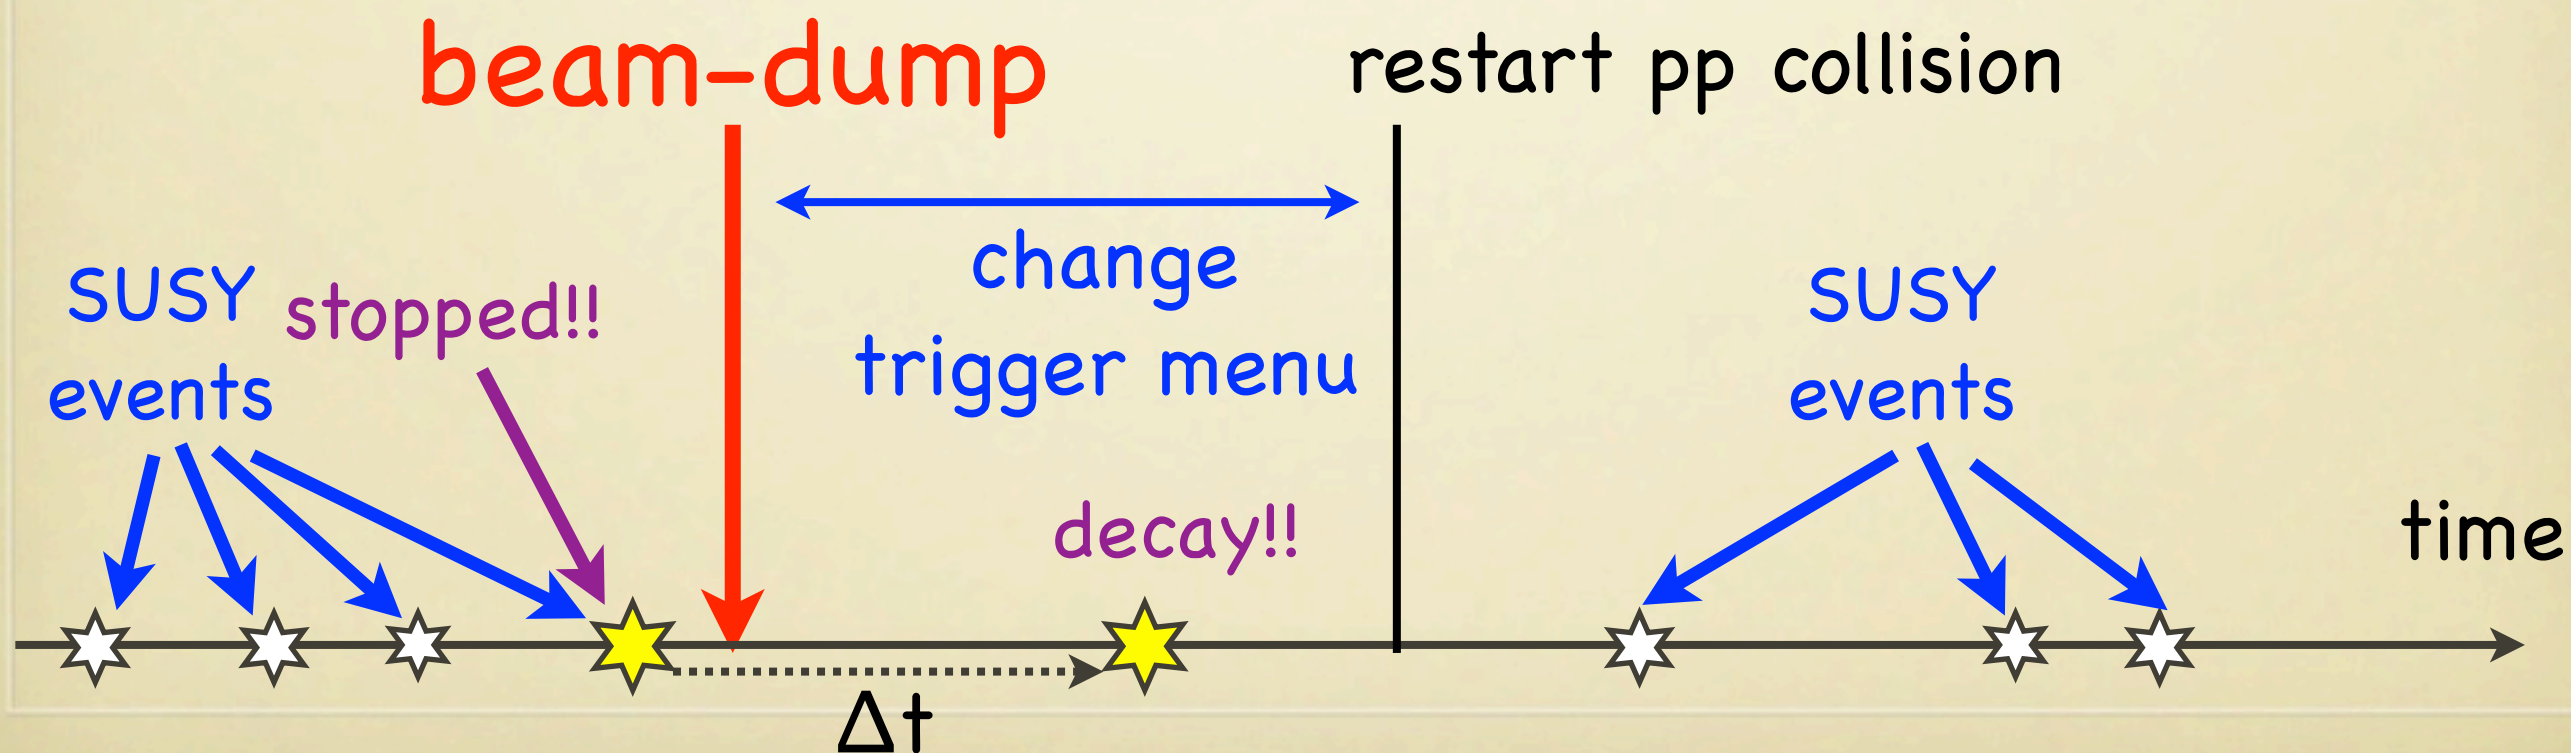 beam-dump
restart pp collision
change
trigger menu
SUSY
events
stopped!!
decay!!
SUSY
events
time
Δt